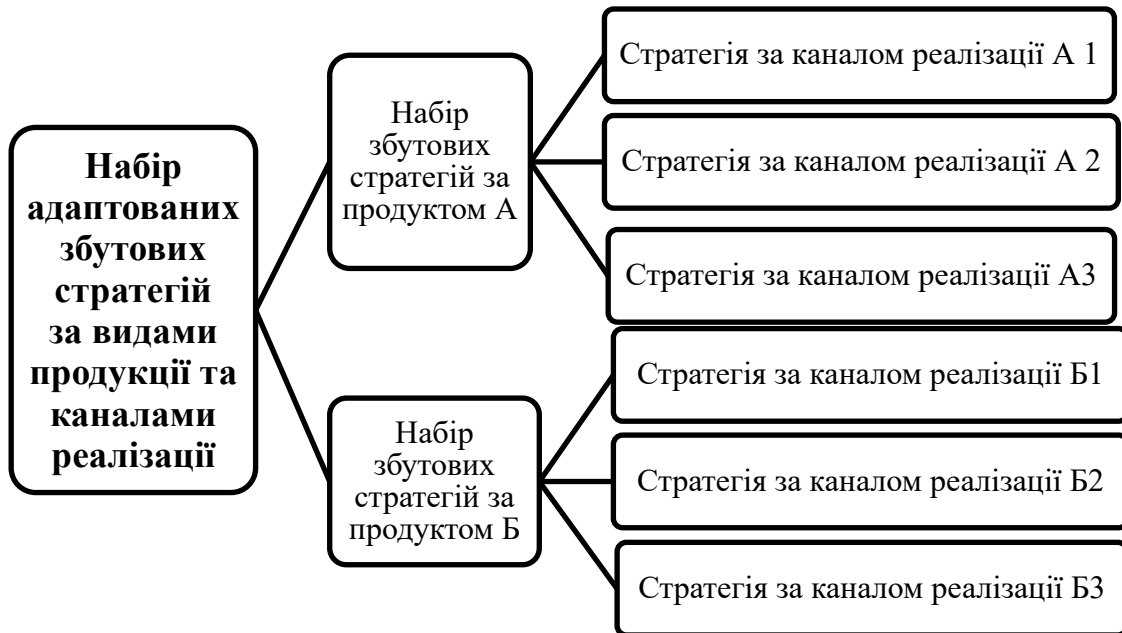 Набір
адаптованих
збутових
стратегій
за видами
продукції та
каналами
реалізації
Набір
збутових
стратегій за
продуктом А
Стратегія за каналом реалізації А 1
Стратегія за каналом реалізації А 2
Стратегія за каналом реалізації А3
Набір
збутових
стратегій за
продуктом Б
Стратегія за каналом реалізації Б1
Стратегія за каналом реалізації Б2
Стратегія за каналом реалізації Б3